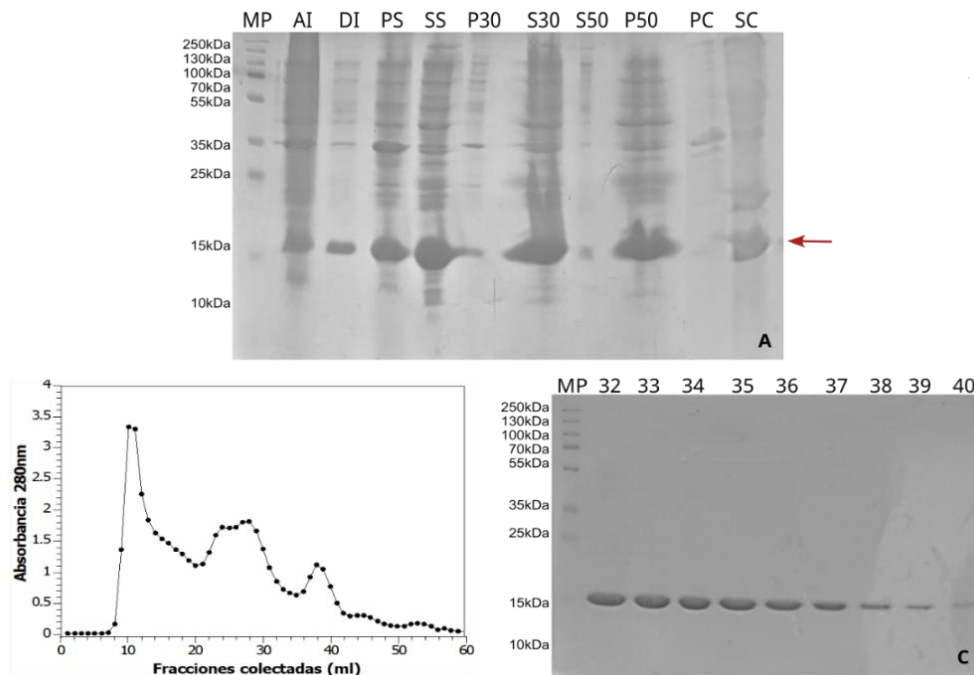 MP AI DI PS SS P30 S30 S50 P50 PC SC
250kDa
130kDa
100kDa
70kDa
55kDa
35kDa
25kDa
15kDa
10kDa
A
4
3.5
3
2.5
2
1.5
1
0.5
0
0 10 20 30 40 50 60
Absorbancia 280nm
Fracciones colectadas (ml)
MP 32 33 34 35 36 37 38 39 40
250kDa
130kDa
100kDa
70kDa
55kDa
35kDa
25kDa
15kDa
10kDa
C